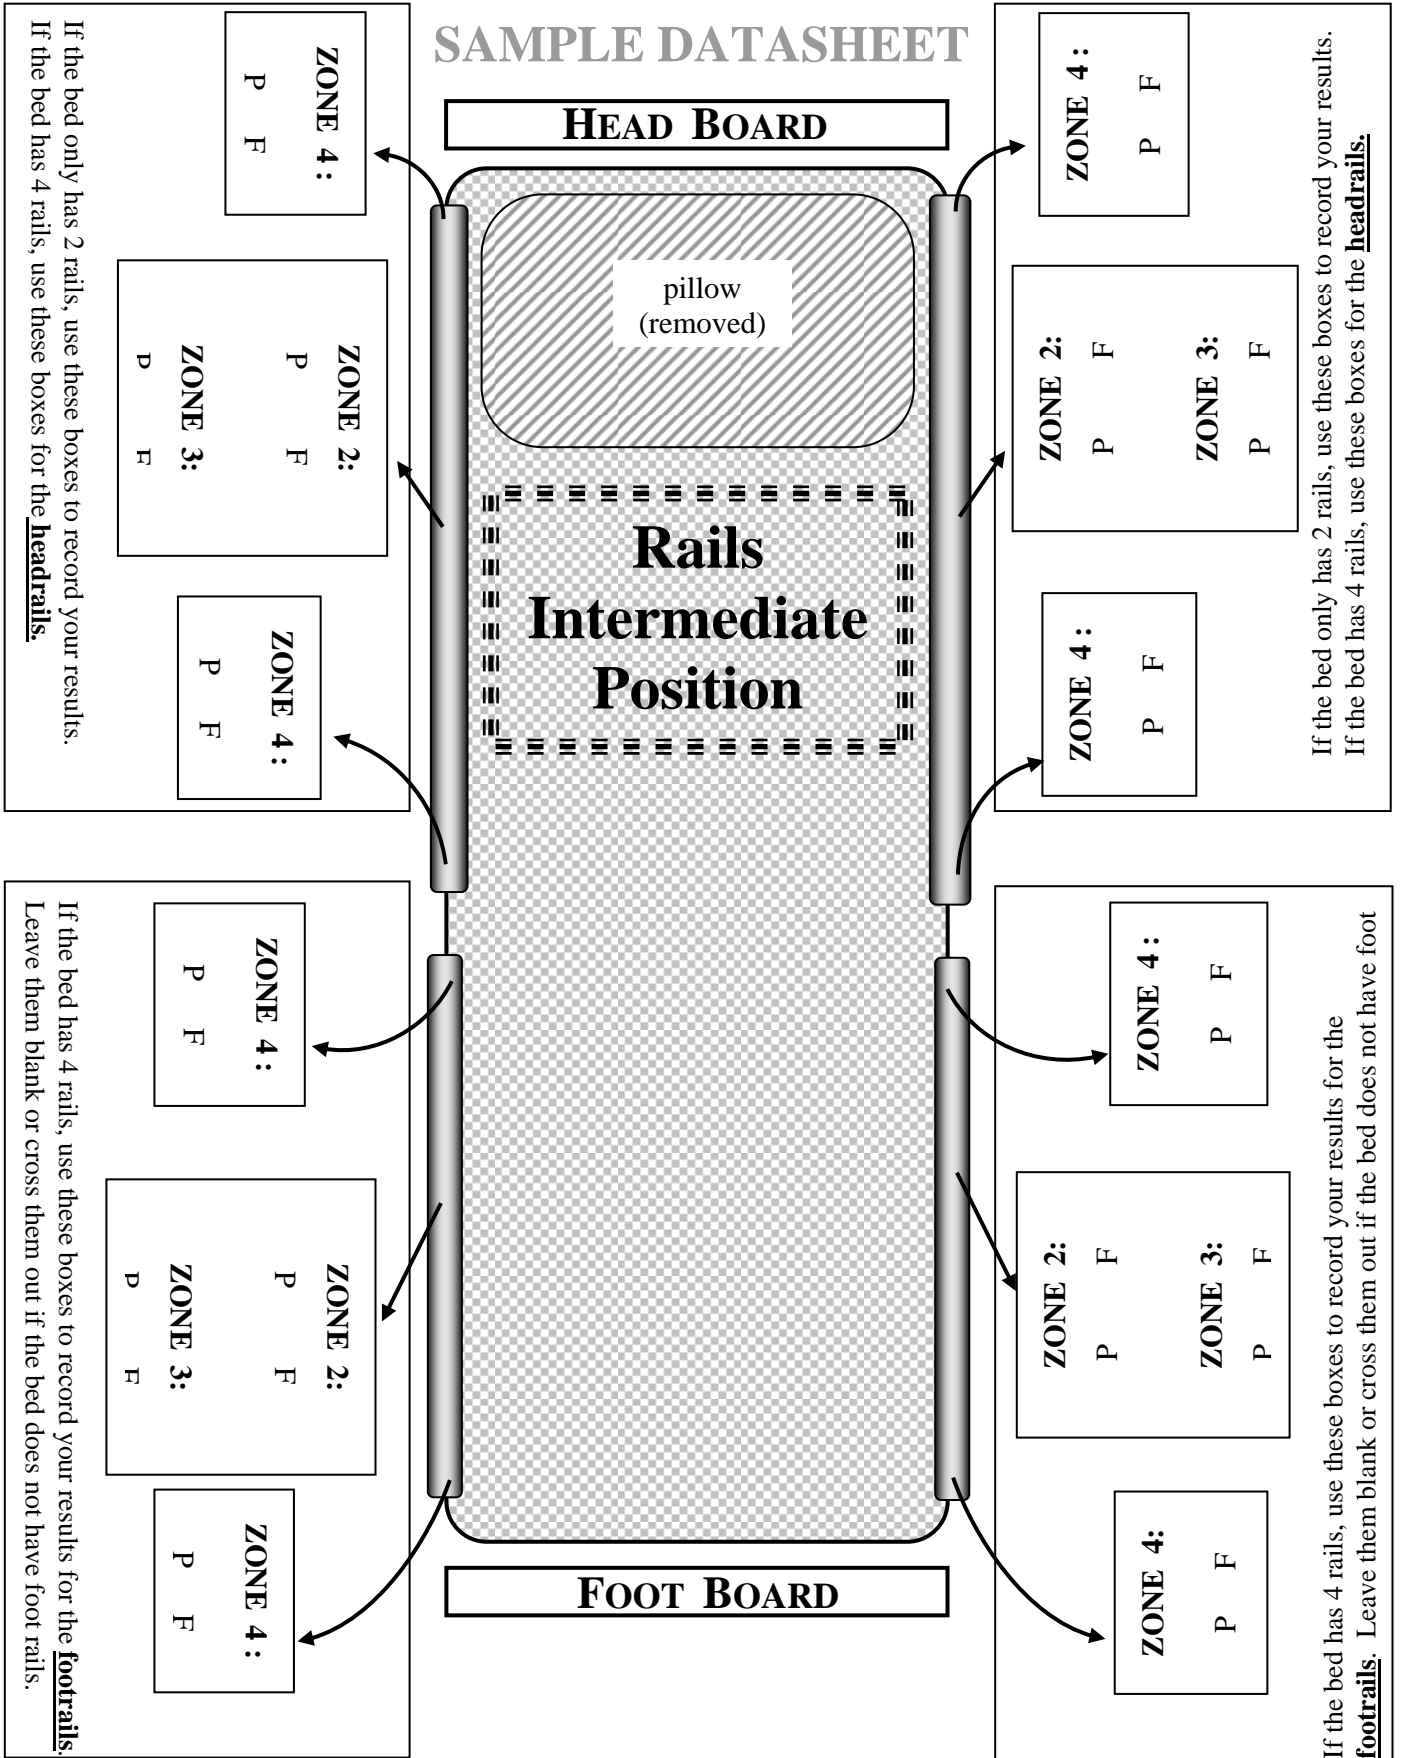 SAMPLE DATASHEET
HEAD BOARD
pillow
(removed)
Rails
Intermediate
Position
FOOT BOARD
If the bed only has 2 rails, use these boxes to record your results.
If the bed has 4 rails, use these boxes for the headrails.
ZONE 4:
P F
ZONE 2:
P F
ZONE 3:
P F
ZONE 4:
P F
If the bed only has 2 rails, use these boxes to record your results.
If the bed has 4 rails, use these boxes for the headrails.
ZONE 4:
P F
ZONE 2:
P F
ZONE 3:
P F
ZONE 4:
P F
If the bed has 4 rails, use these boxes to record your results for the footrails.
Leave them blank or cross them out if the bed does not have foot rails.
ZONE 4:
P F
ZONE 2:
P F
ZONE 3:
P F
ZONE 4:
P F
If the bed has 4 rails, use these boxes to record your results for the
footrails. Leave them blank or cross them out if the bed does not have foot
ZONE 4:
P F
ZONE 2:
P F
ZONE 3:
P F
ZONE 4:
P F